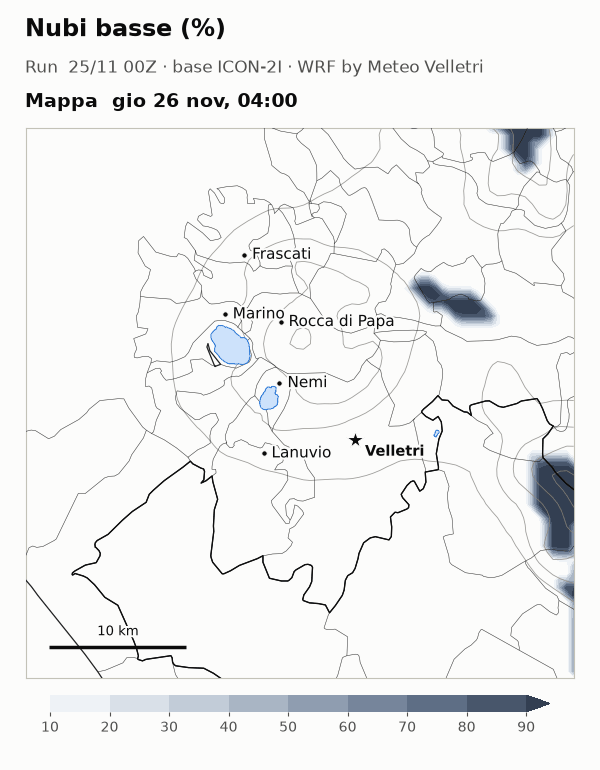 Nubi basse (%)
Run  25/11 00Z · base ICON-2I · WRF by Meteo Velletri
Mappa  gio 26 nov, 04:00
Frascati
Marino
Rocca di Papa
Nemi
Velletri
Lanuvio
10 km
10 20 30 40 50 60 70 80 90